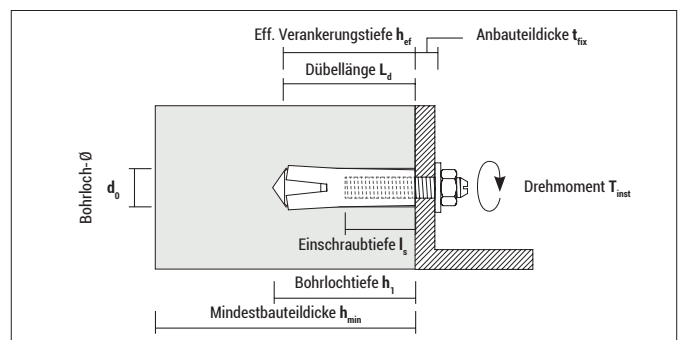 Eff. Verankerungstiefe hef
Anbauteildicke tfix
Dübellänge Ld
Bohrloch-Ø
d0
Drehmoment Tinst
Einschraubtiefe ls
Bohrlochtiefe h1
Mindestbauteildicke hmin